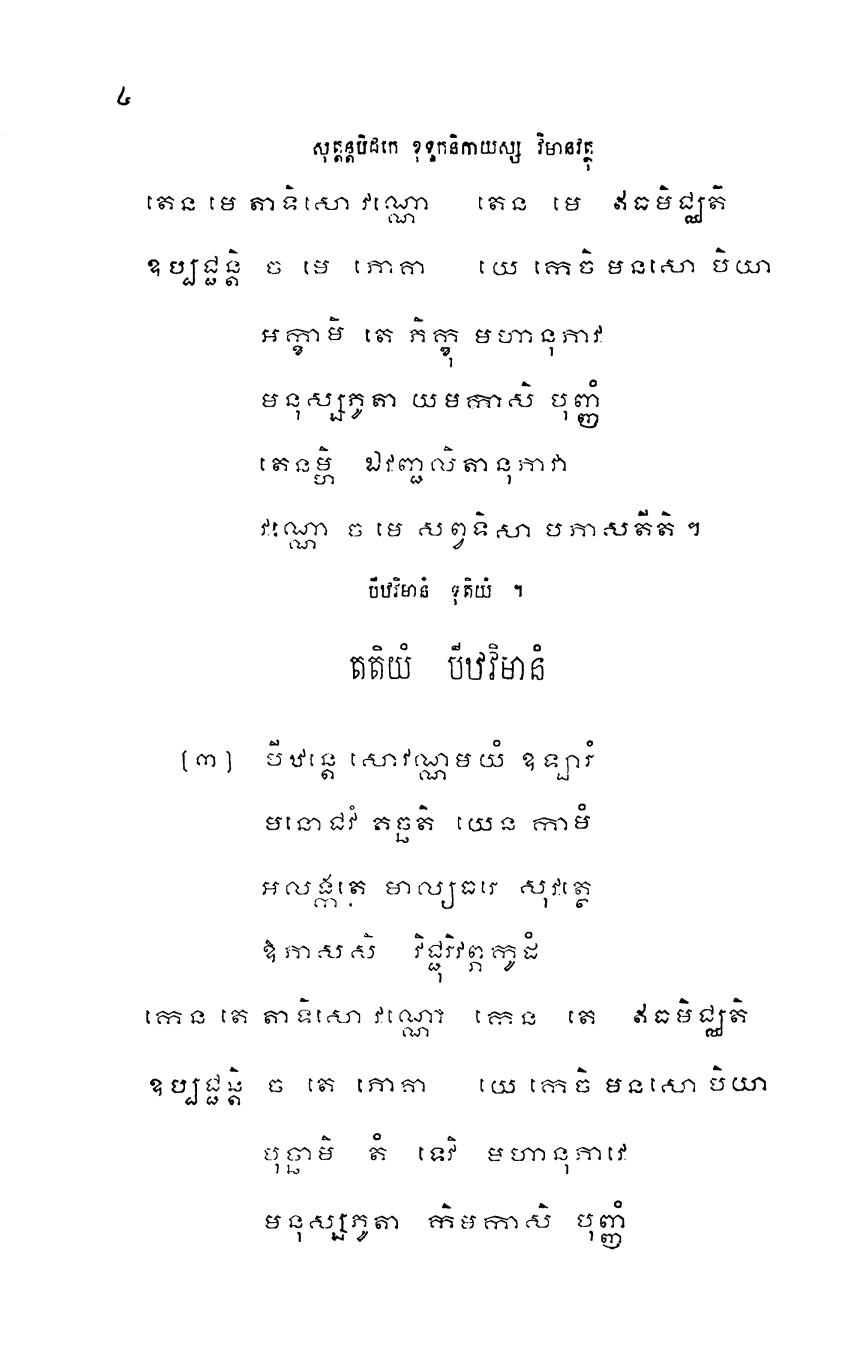 ៤
សុត្តន្តបិដកេ ខុទ្ទកនិកាយស្ស វិមានវត្ថុ
តេន មេ តាទិសោ វណ្ណោ តេន មេ ឥធមិជ្ឈតិ
ឧប្បជ្ជន្តិ ច មេ ភោគា យេ កេចិ មនសោ បិយា
អក្ខាមិ តេ ភិក្ខុ មហានុភាវ
មនុស្សភូតា យមកាសិ បុញ្ញំ
តេនម្ហិ ឯវញ្ជលិតានុភាវា
វណ្ណោ ច មេ សព្វទិសា បភាសតីតិ ។
បីឋវិមានំ ទុតិយំ ។
តតិយំ បីឋវិមានំ
(៣) បីឋន្តេ សោវណ្ណមយំ ឧឡារំ
មនោជវំ គច្ឆតិ យេន កាមំ
អលង្កតេ មាល្យធរេ សុវត្ថេ
ឱភាសសិ វិជ្ជុរិវព្ភកូដំ
កេន តេ តាទិសោ វណ្ណោ កេន តេ ឥធមិជ្ឈតិ
ឧប្បជ្ជន្តិ ច តេ ភោគា យេ កេចិ មនសោ បិយា
បុច្ឆាមិ តំ ទេវិ មហានុភាវេ
មនុស្សភូតា កិមកាសិ បុញ្ញំ